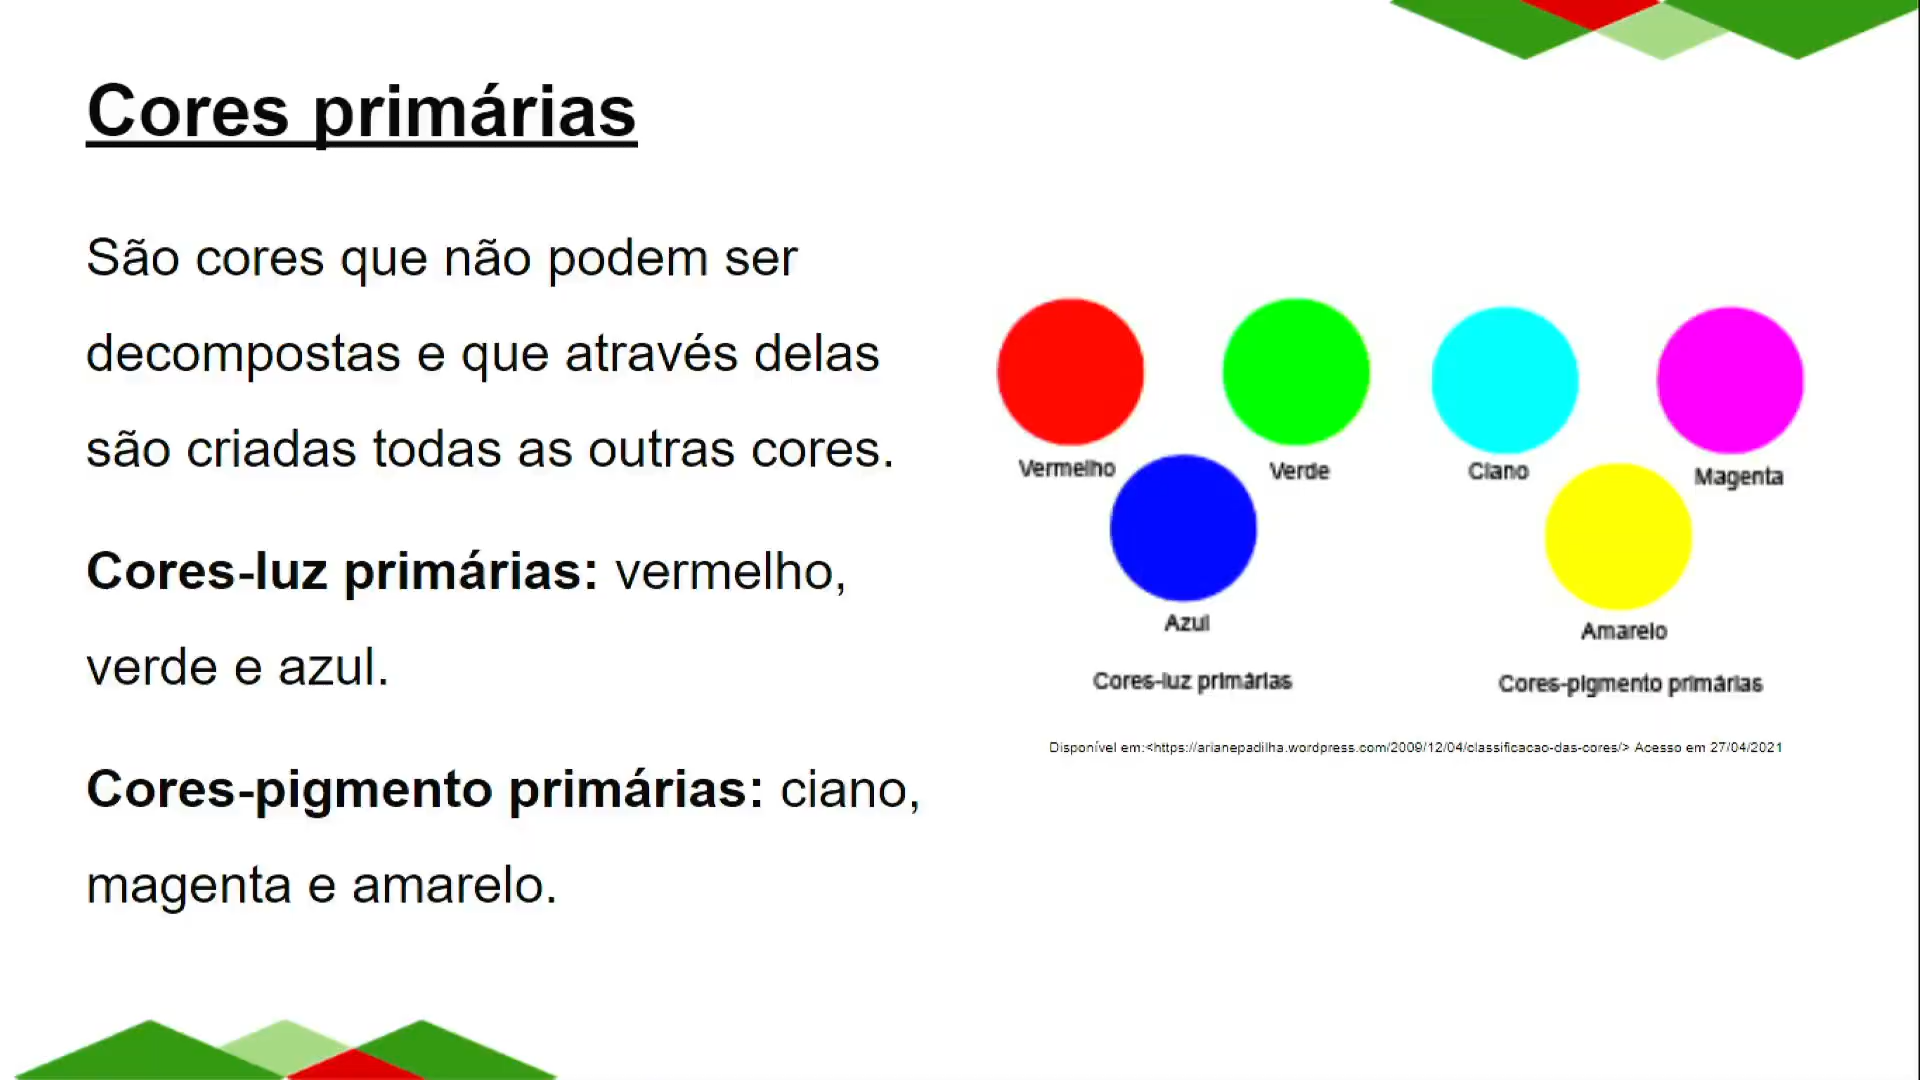 Cores primárias
São cores que não podem ser
decompostas e que através delas
são criadas todas as outras cores.
Cores-luz primárias: vermelho,
verde e azul.
Cores-pigmento primárias: ciano,
magenta e amarelo.
Vermelho
Verde
Azul
Cores-luz primárias
Ciano
Magenta
Amarelo
Cores-pigmento primárias
Disponível em:<https://arianepadilha.wordpress.com/2009/12/04/classificacao-das-cores/> Acesso em 27/04/2021